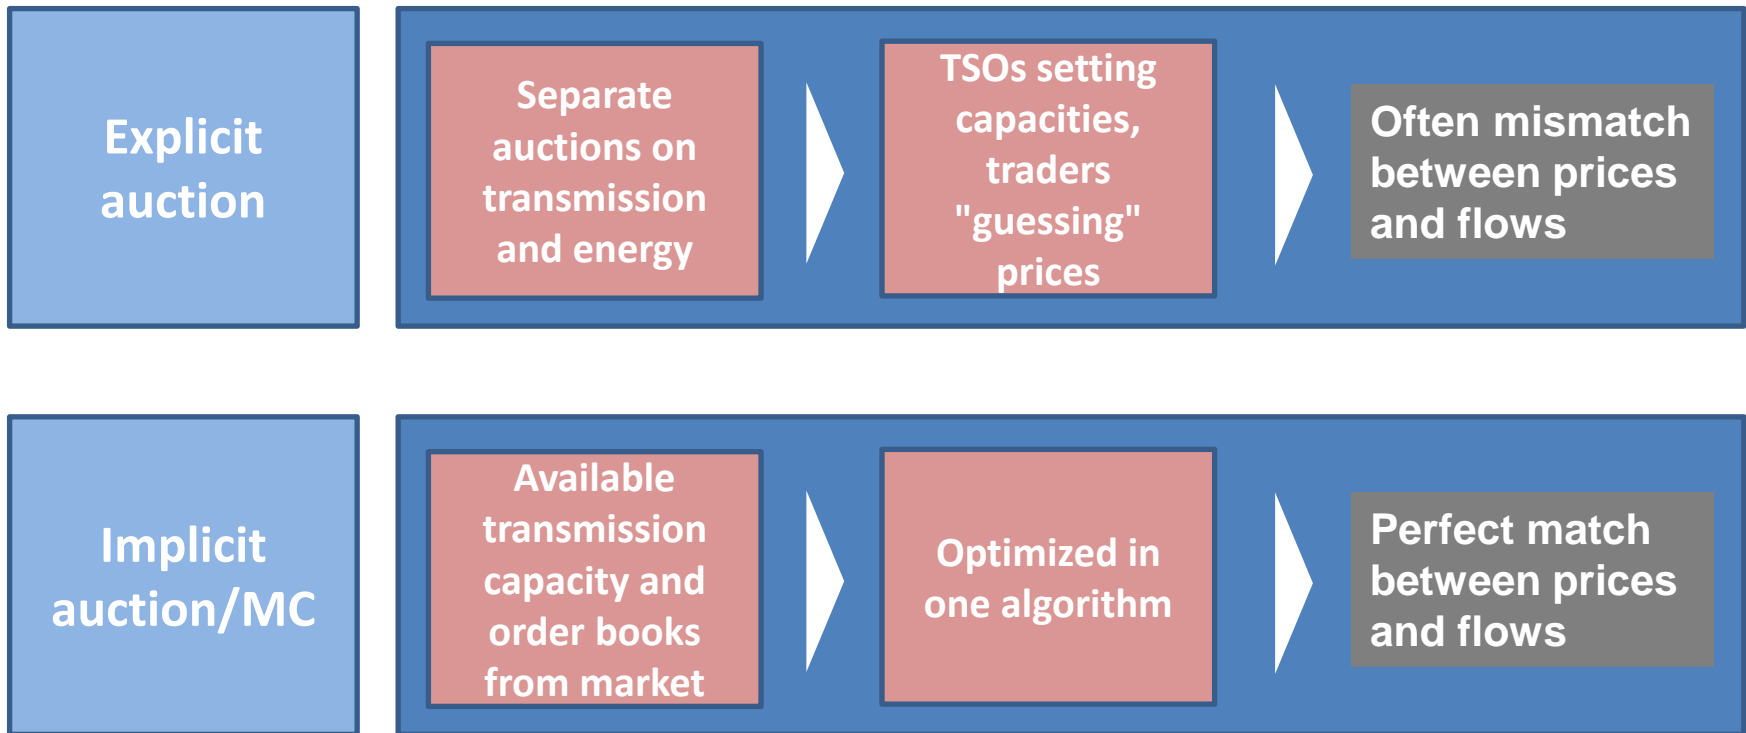 Explicit
auction
Separate
auctions on
transmission
and energy
TSOs setting
capacities,
traders
"guessing"
prices
Often mismatch
between prices
and flows
Implicit
auction/MC
Available
transmission
capacity and
order books
from market
Optimized in
one algorithm
Perfect match
between prices
and flows